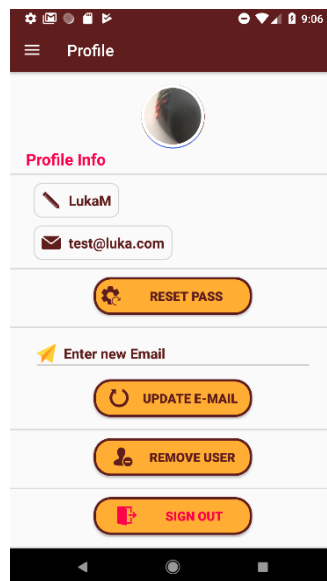 9:06
Profile
Profile Info
LukaM
test@luka.com
RESET PASS
Enter new Email
UPDATE E-MAIL
REMOVE USER
SIGN OUT